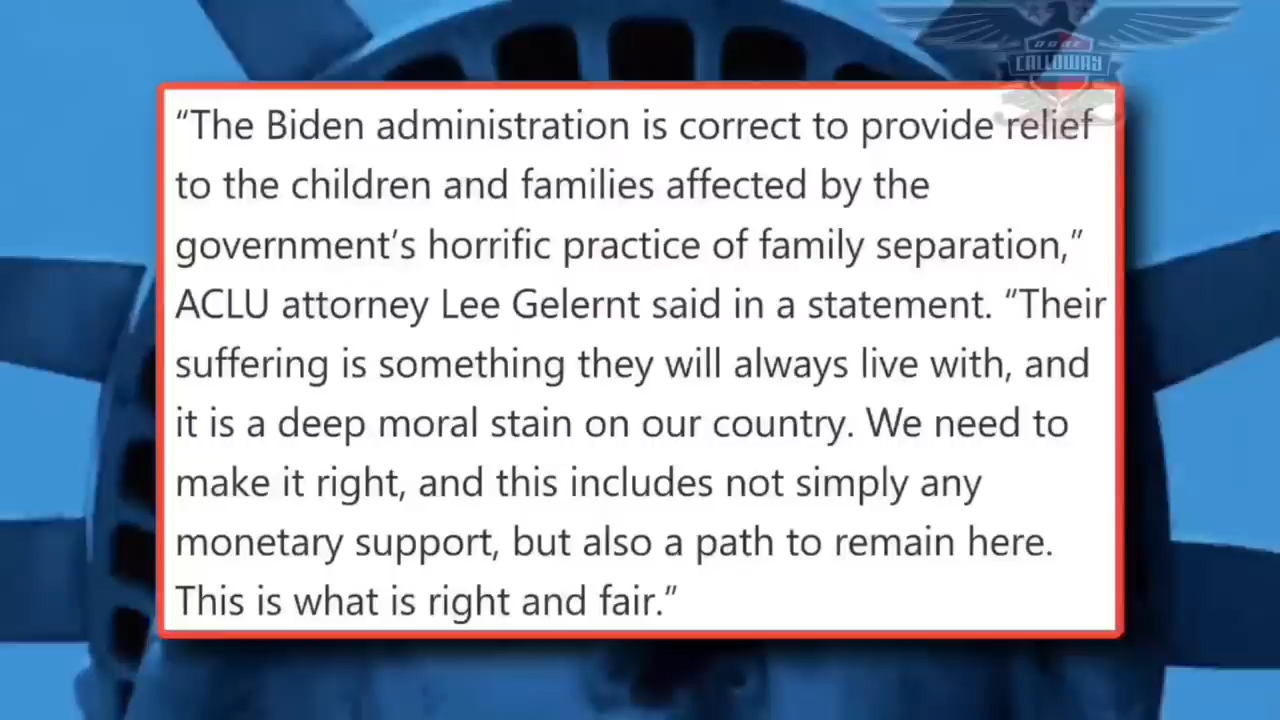 DOBE
CALLOWAY
“The Biden administration is correct to provide relief
to the children and families affected by the
government’s horrific practice of family separation,”
ACLU attorney Lee Gelernt said in a statement. “Their
suffering is something they will always live with, and
it is a deep moral stain on our country. We need to
make it right, and this includes not simply any
monetary support, but also a path to remain here.
This is what is right and fair.”